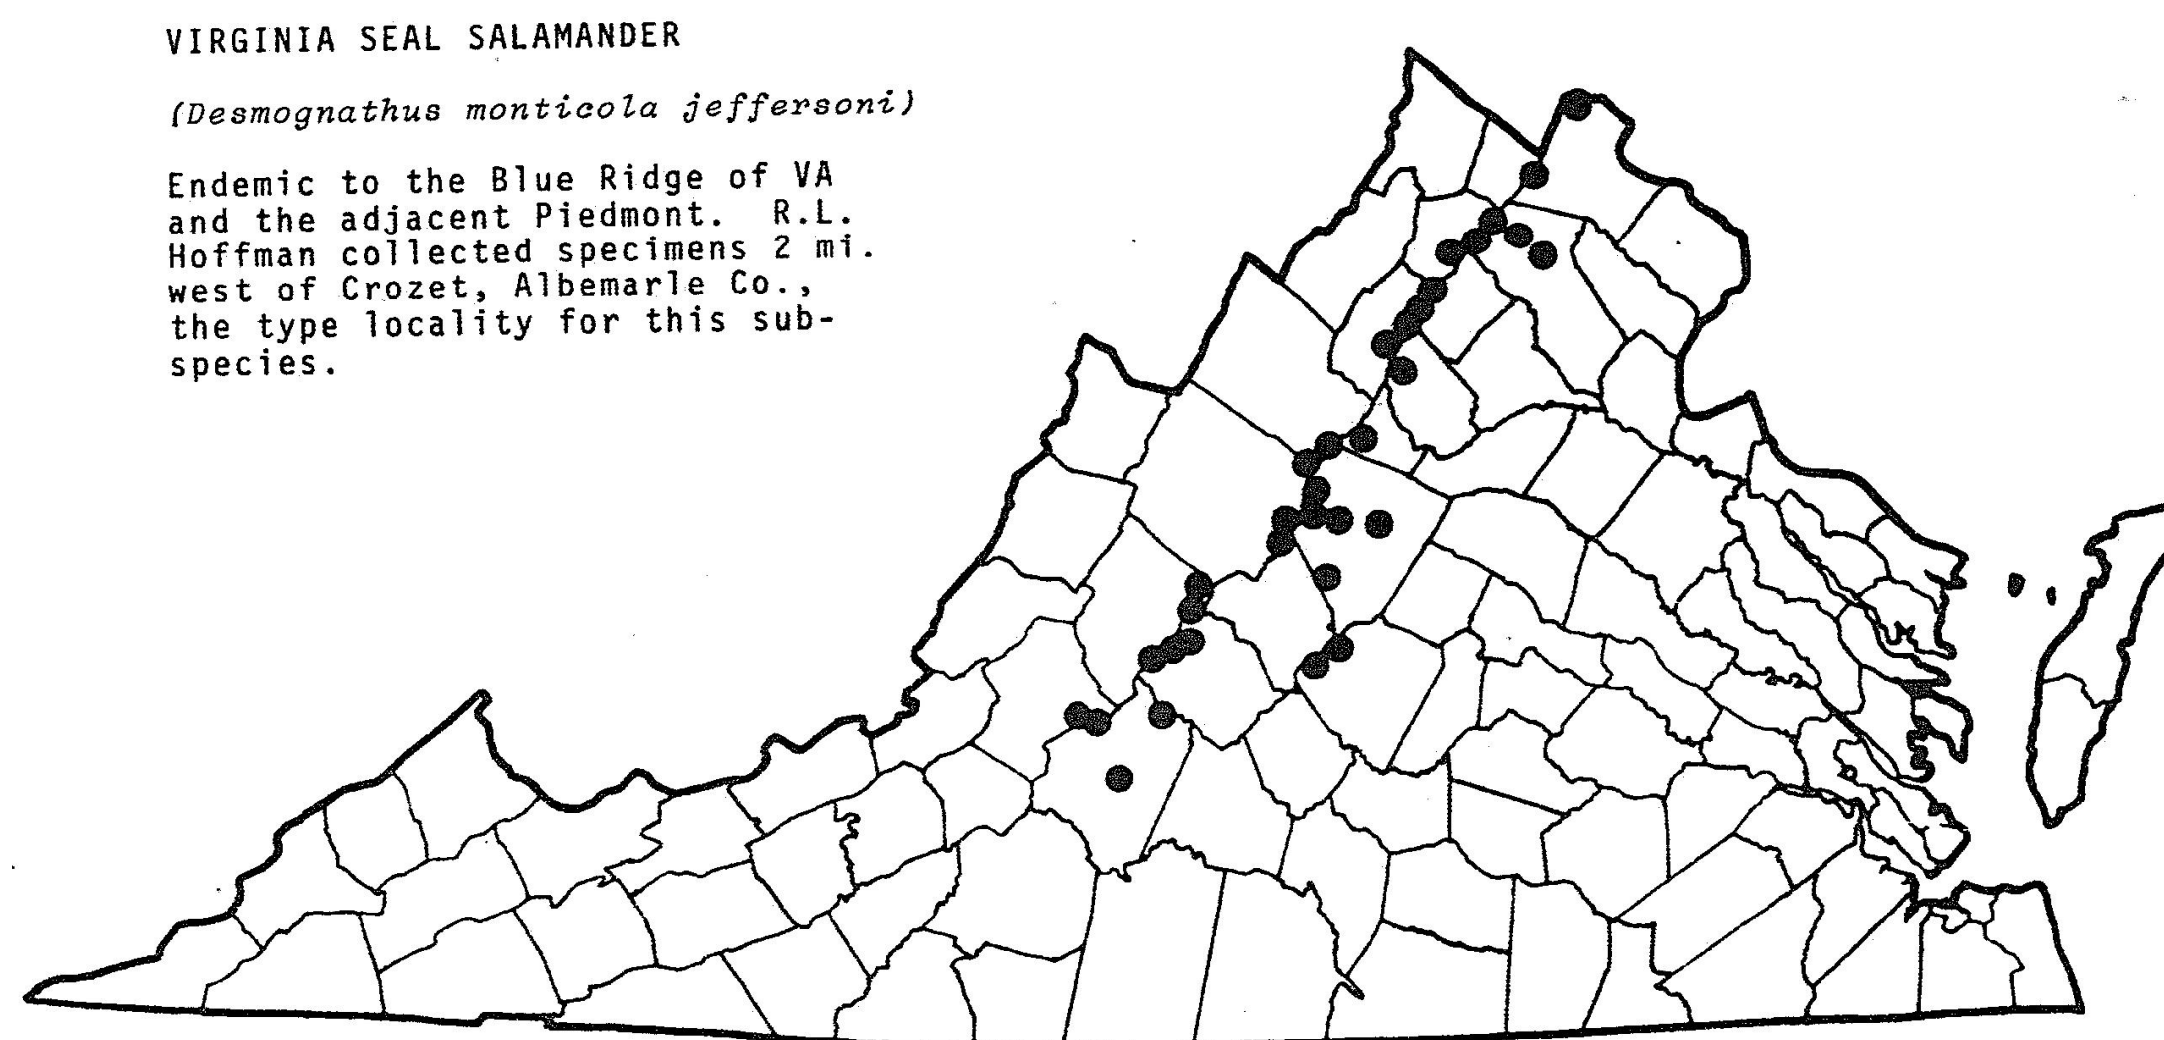 VIRGINIA SEAL SALAMANDER
(Desmognathus monticola jeffersoni)
Endemic to the Blue Ridge of VA
and the adjacent Piedmont. R.L.
Hoffman collected specimens 2 mi.
west of Crozet, Albemarle Co.,
the type locality for this sub-
species.